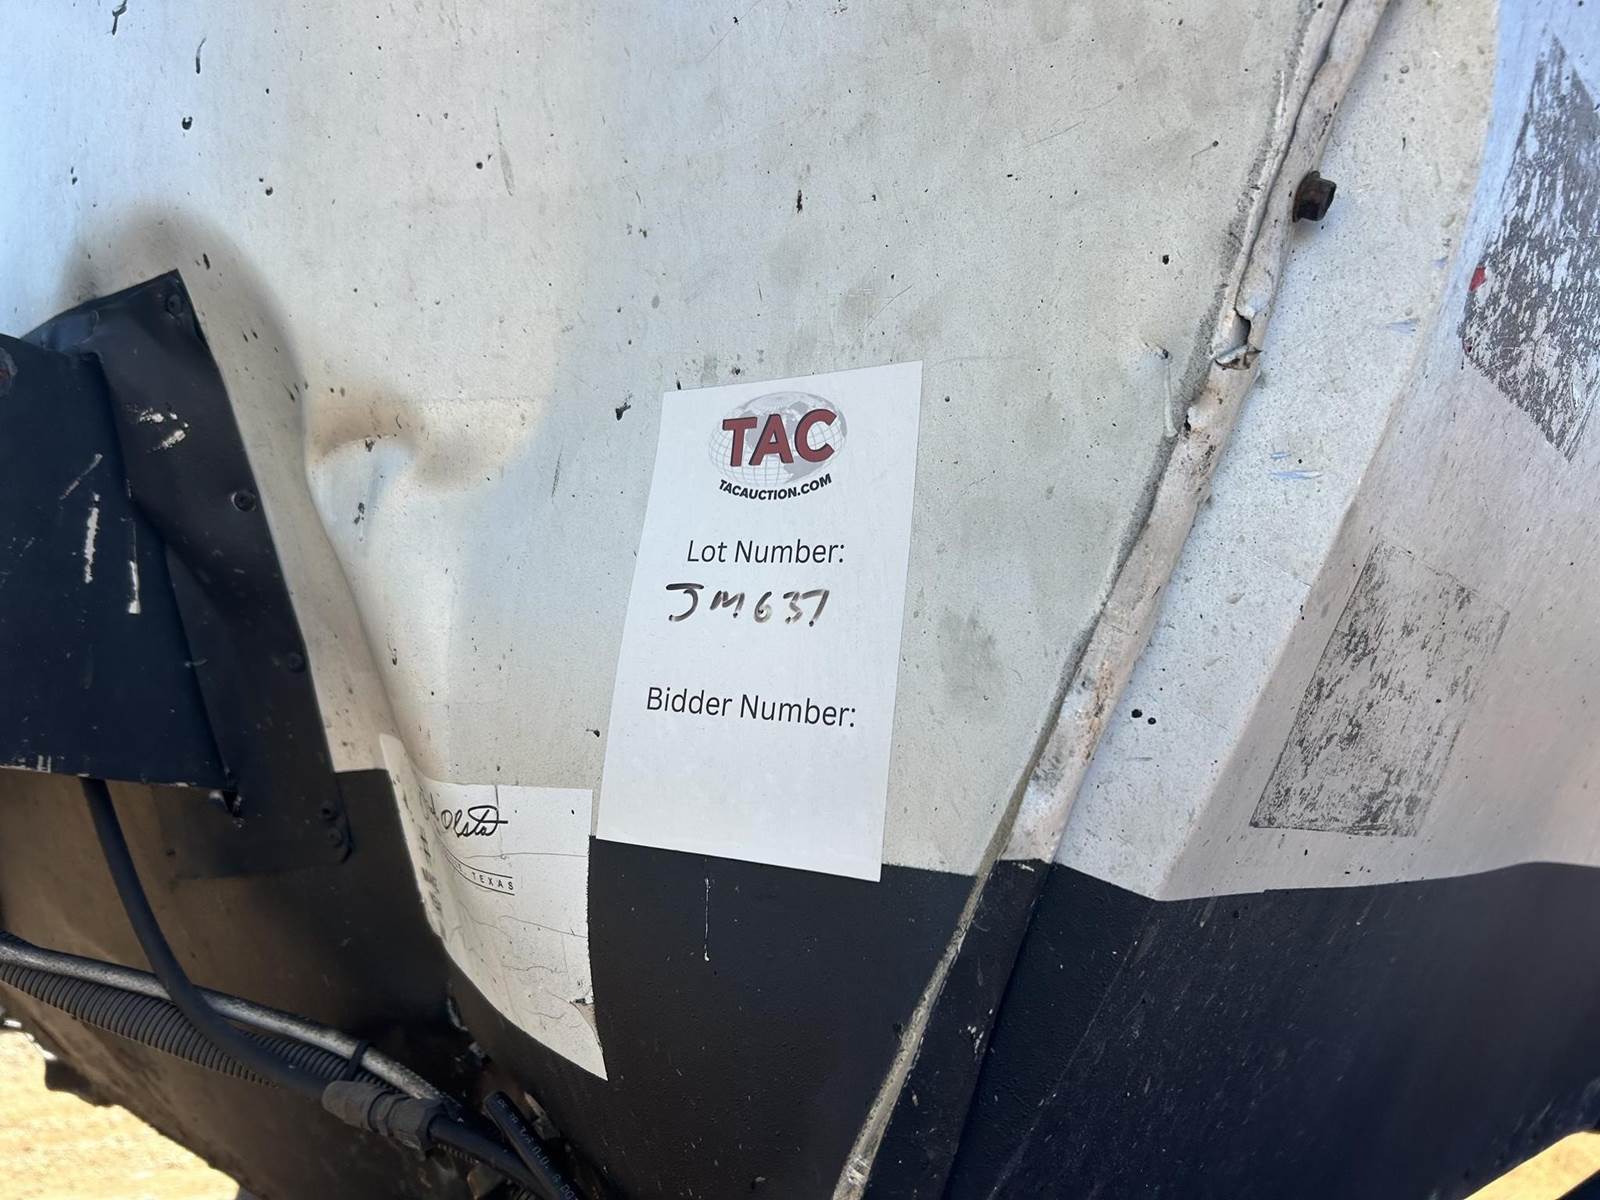 TAC
TACAUCTION.COM
Lot Number:
JM637
Bidder Number:
TEXAS